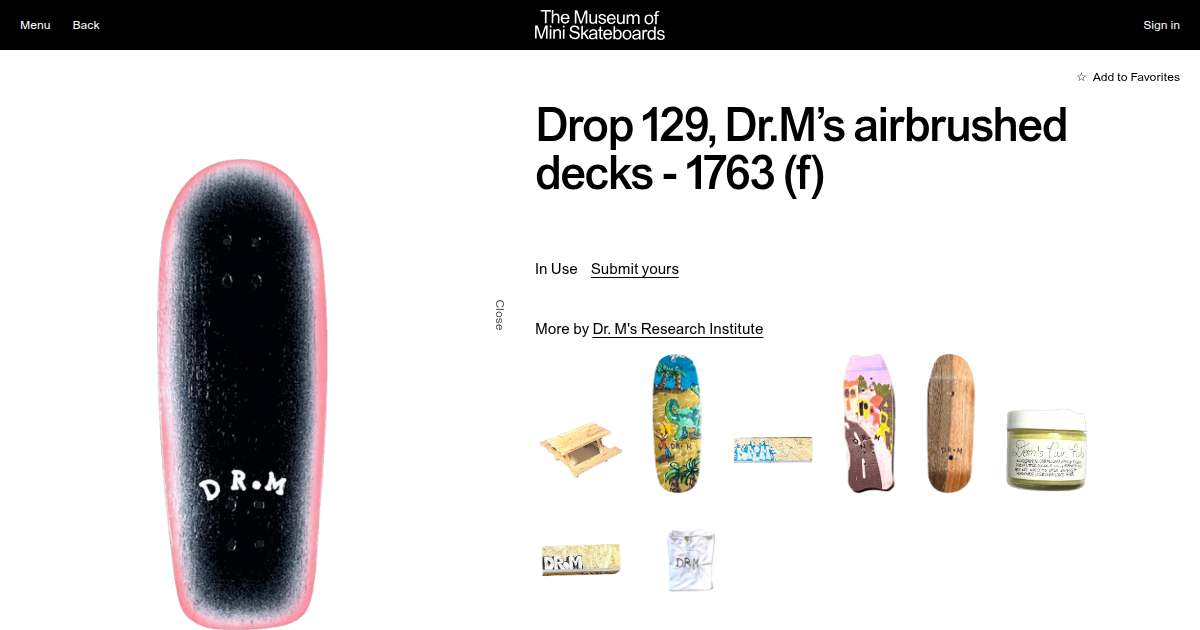 Menu
Back
The Museum of
Mini Skateboards
Sign in
☆ Add to Favorites
Drop 129, Dr.M’s airbrushed
decks - 1763 (f)
In Use
Submit yours
Close
More by Dr. M's Research Institute
DR•M
DR•M
DR•M
DRM